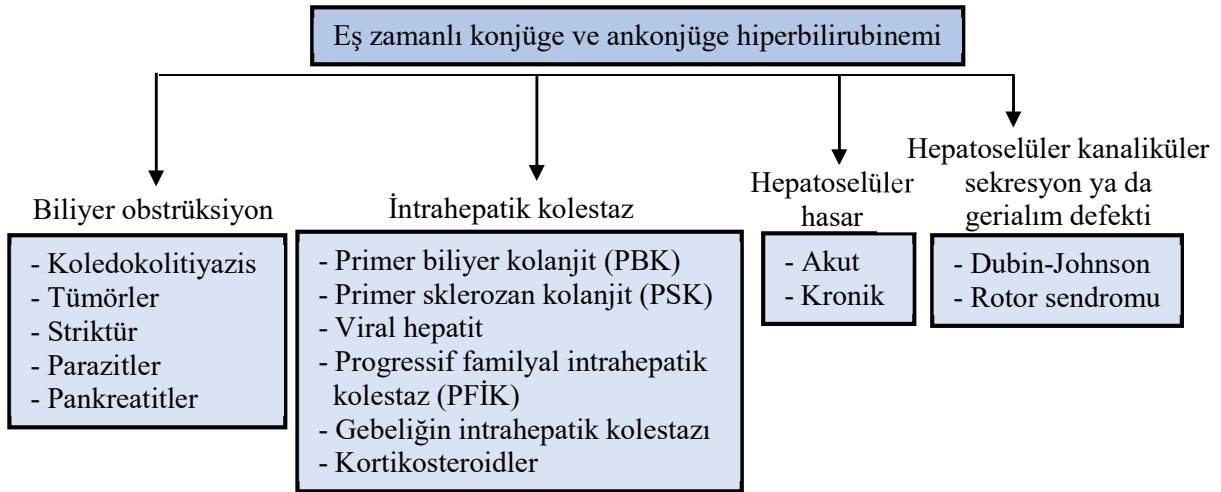 Eş zamanlı konjüge ve ankonjüge hiperbilirubinemi
Biliyer obstrüksiyon
- Koledokolitiyazis
- Tümörler
- Striktür
- Parazitler
- Pankreatitler
İntrahepatik kolestaz
- Primer biliyer kolanjit (PBK)
- Primer sklerozan kolanjit (PSK)
- Viral hepatit
- Progressif familyal intrahepatik
kolestaz (PFİK)
- Gebeliğin intrahepatik kolestazı
- Kortikosteroidler
Hepatoselüler
hasar
- Akut
- Kronik
Hepatoselüler kanaliküler
sekresyon ya da
gerialım defekti
- Dubin-Johnson
- Rotor sendromu